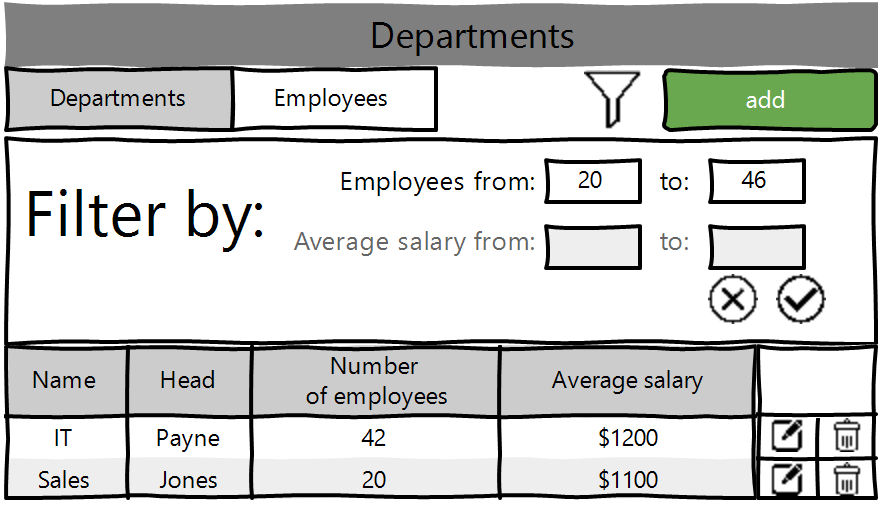 Departments
Departments Employees add
Filter by:
Employees from: 20 to: 46
Average salary from: to:
Name Head Number of employees Average salary
IT Payne 42 $1200
Sales Jones 20 $1100